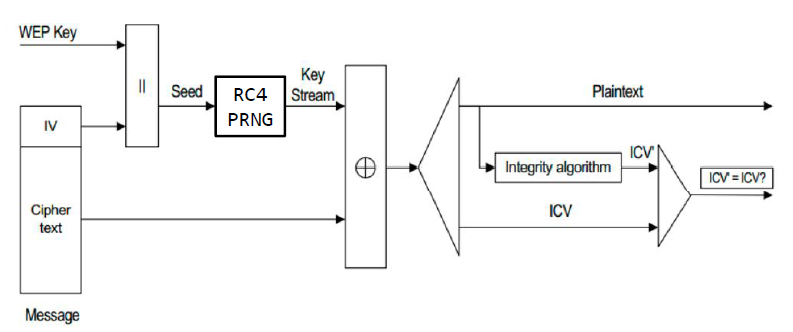 WEP Key
||
Seed
RC4
PRNG
Key
Stream
IV
Cipher
text
Message
Plaintext
Integrity algorithm
ICV'
ICV
ICV' = ICV?